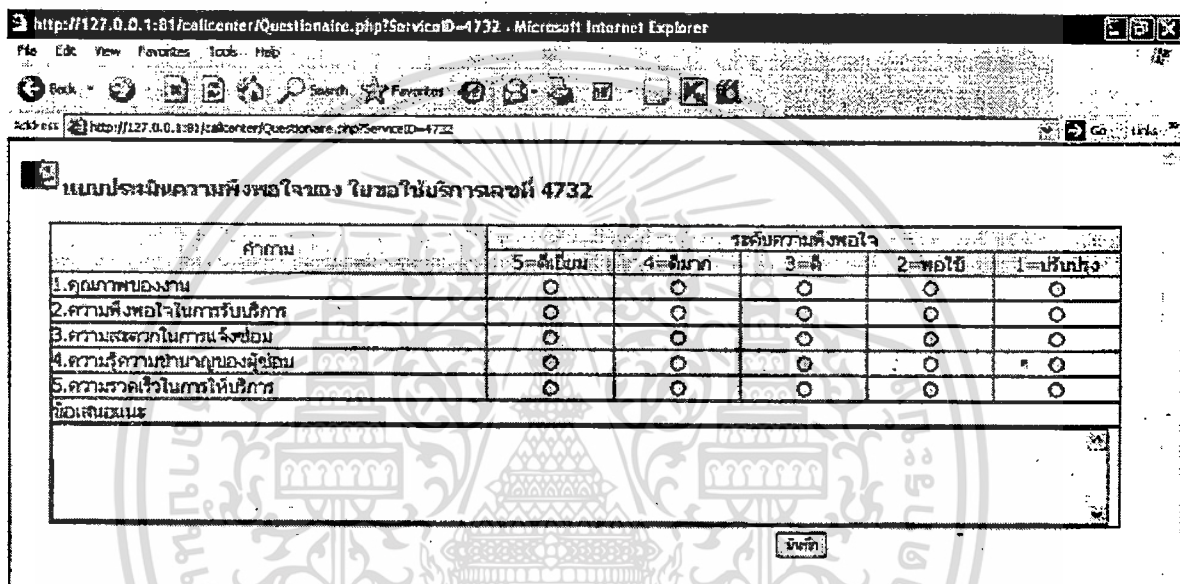 http://127.0.0.1:81/callcenter/Questionaire.php?ServiceID=4732 - Microsoft Internet Explorer
File Edit View Favorites Tools Help
Back Search Favorites
Address http://127.0.0.1:81/callcenter/Questionaire.php?ServiceID=4732 Go Links
แบบประเมินความพึงพอใจของ ใบขอใช้บริการเลขที่ 4732
คำถาม ระดับความพึงพอใจ
5=ดีเยี่ยม 4=ดีมาก 3=ดี 2=พอใช้ 1=ปรับปรุง
1.คุณภาพของงาน
2.ความพึงพอใจในการรับบริการ
3.ความสะดวกในการแจ้งซ่อม
4.ความรู้ความชำนาญของผู้ซ่อม
5.ความรวดเร็วในการให้บริการ
ข้อเสนอแนะ
บันทึก